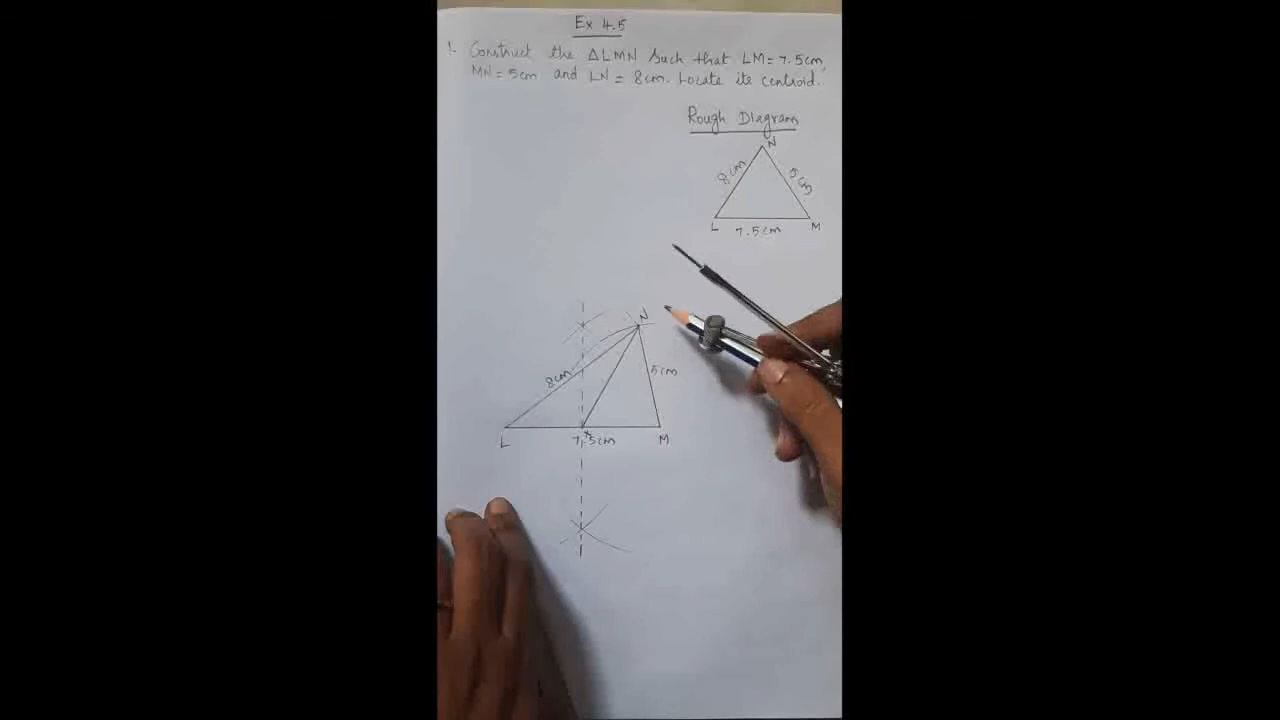 Ex 4.5
1. Construct the △LMN such that LM = 7.5cm,
MN = 5cm and LN = 8cm. Locate its centroid.
Rough Diagram
N
8cm
5cm
L
M
7.5cm
N
8cm
5cm
L
7.5cm
M